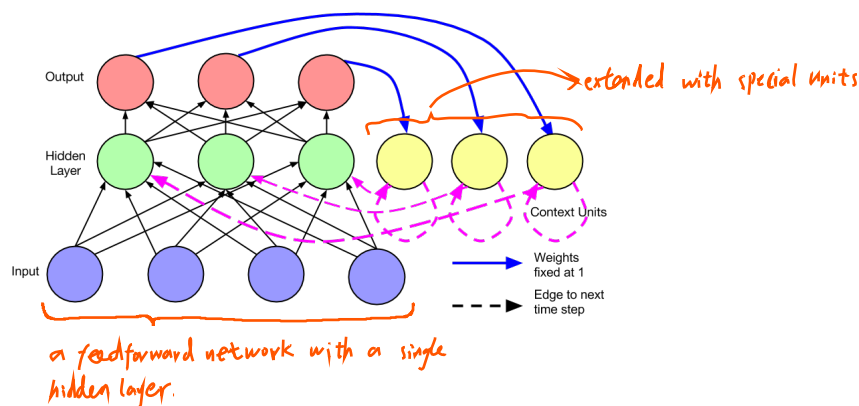 Output
extended with special units
Hidden
Layer
Context Units
Input
Weights
fixed at 1
Edge to next
time step
a feedforward network with a single
hidden layer.